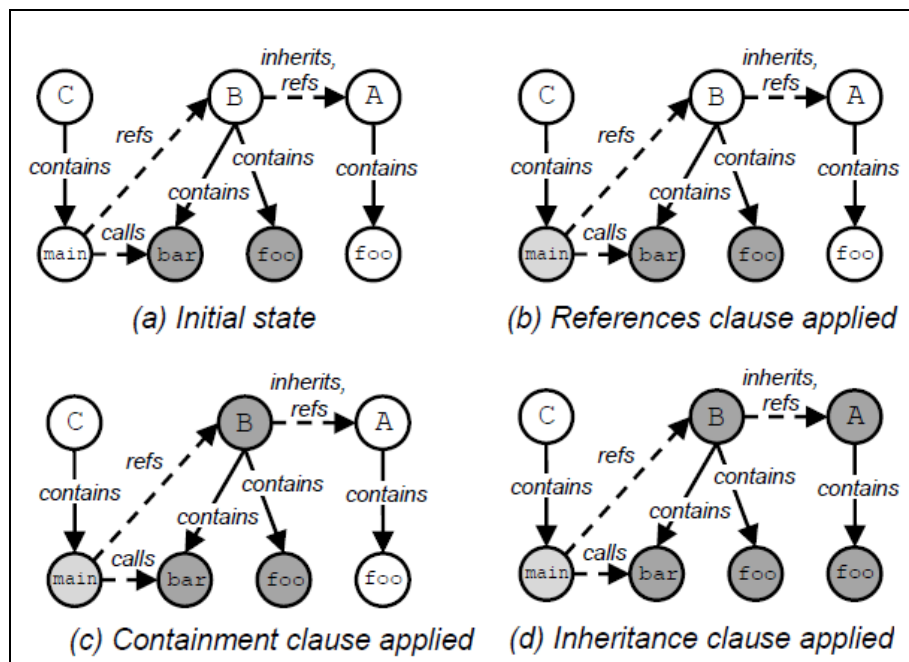 inherits,
refs
C
B
A
refs
contains
contains
contains
contains
calls
main
bar
foo
foo
(a) Initial state
inherits,
refs
C
B
A
refs
contains
contains
contains
contains
calls
main
bar
foo
foo
(b) References clause applied
inherits,
refs
C
B
A
refs
contains
contains
contains
contains
calls
main
bar
foo
foo
(c) Containment clause applied
inherits,
refs
C
B
A
refs
contains
contains
contains
contains
calls
main
bar
foo
foo
(d) Inheritance clause applied